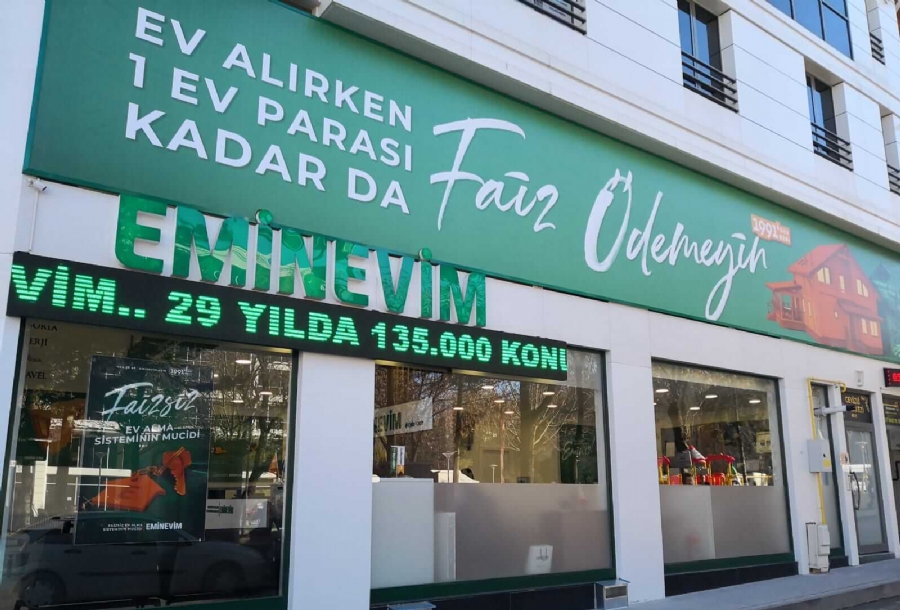 EV ALIRKEN
1 EV PARASI
KADAR DA
Faiz Ödemeyin
1991'
EMİNEVİM
VİM.. 29 YILDA 135.000 KONU
Faizsiz
EV ALMA
SİSTEMİNİN MUCİDİ
EMİNEVİM
NEVİM